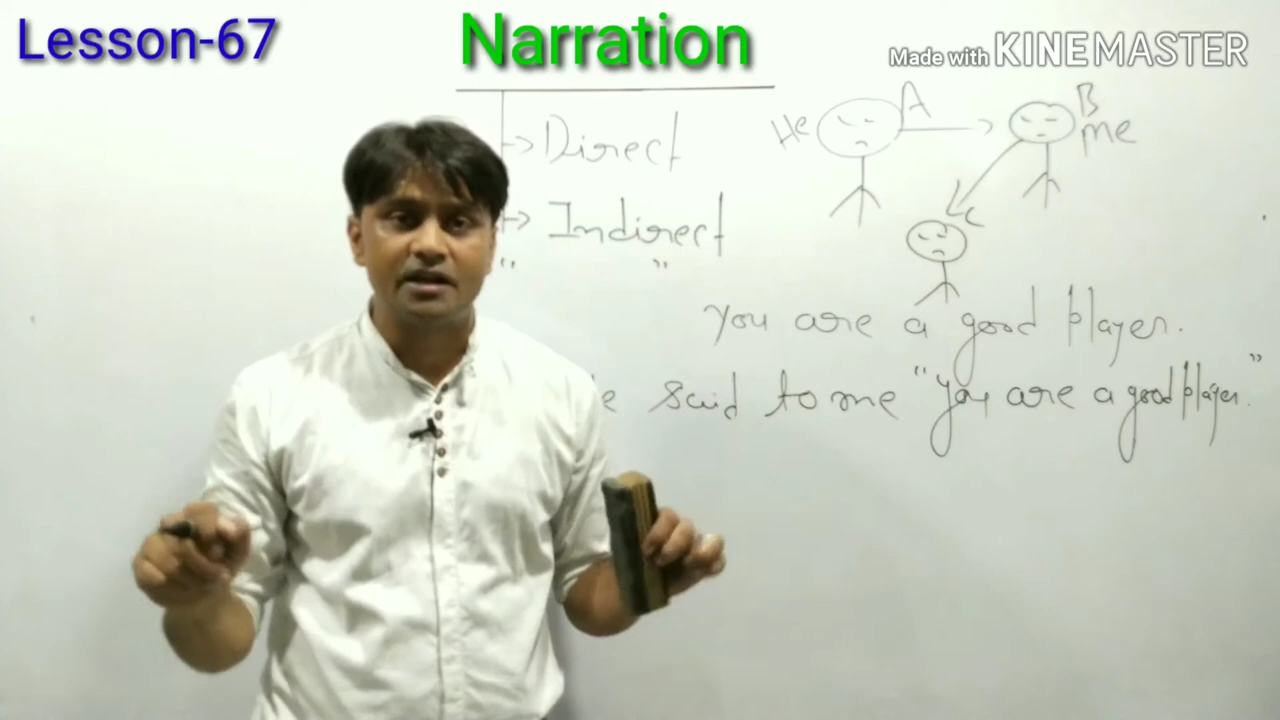 Lesson-67
Narration
Made with KINEMASTER
→ Direct
→ Indirect
“ ”
He A B
me
C
You are a good player.
e said to me “you are a good player.”